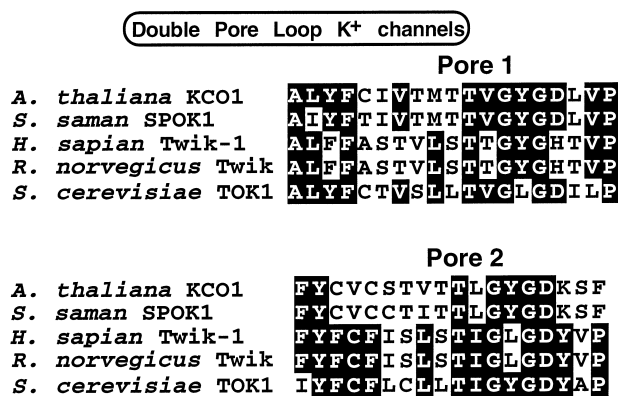 Double Pore Loop K+ channels
Pore 1
A. thaliana KCO1 ALYFCIVTMTTVGYGDLVP
S. saman SPOK1 AIYFTIVTMTTVGYGDLVP
H. sapian Twik-1 ALFFASTVLSTTGYGHTVP
R. norvegicus Twik ALFFASTVLSTTGYGHTVP
S. cerevisiae TOK1 ALYFCTVSLLTVGLGDILP
Pore 2
A. thaliana KCO1 FYCVCSTVTTLGYGDKSF
S. saman SPOK1 FYCVCCTITTLGYGDKSF
H. sapian Twik-1 FYFCFISLSTIGLGDYVP
R. norvegicus Twik FYFCFISLSTIGLGDYVP
S. cerevisiae TOK1 IYFCFLCLLTIGYGDYAP